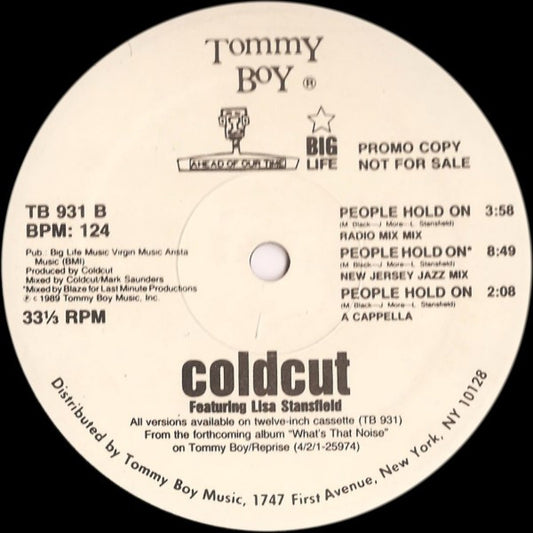 TOMMY
BOY ®
AHEAD OF OUR TIME
BIG
LIFE
PROMO COPY
NOT FOR SALE
TB 931 B
BPM: 124
Pub.: Big Life Music Virgin Music Arista
Music (BMI)
Produced by Coldcut
Mixed by Coldcut/Mark Saunders
*Mixed by Blaze for Last Minute Productions
℗ © 1989 Tommy Boy Music, Inc.
33⅓ RPM
PEOPLE HOLD ON 3:58
(M. Black—J. More—L. Stansfield)
RADIO MIX MIX
PEOPLE HOLD ON* 8:49
(M. Black—J. More—L. Stansfield)
NEW JERSEY JAZZ MIX
PEOPLE HOLD ON 2:08
(M. Black—J. More—L. Stansfield)
A CAPPELLA
coldcut
Featuring Lisa Stansfield
All versions available on twelve-inch cassette (TB 931)
From the forthcoming album "What's That Noise"
on Tommy Boy/Reprise (4/2/1-25974)
Distributed by Tommy Boy Music, 1747 First Avenue, New York, NY 10128